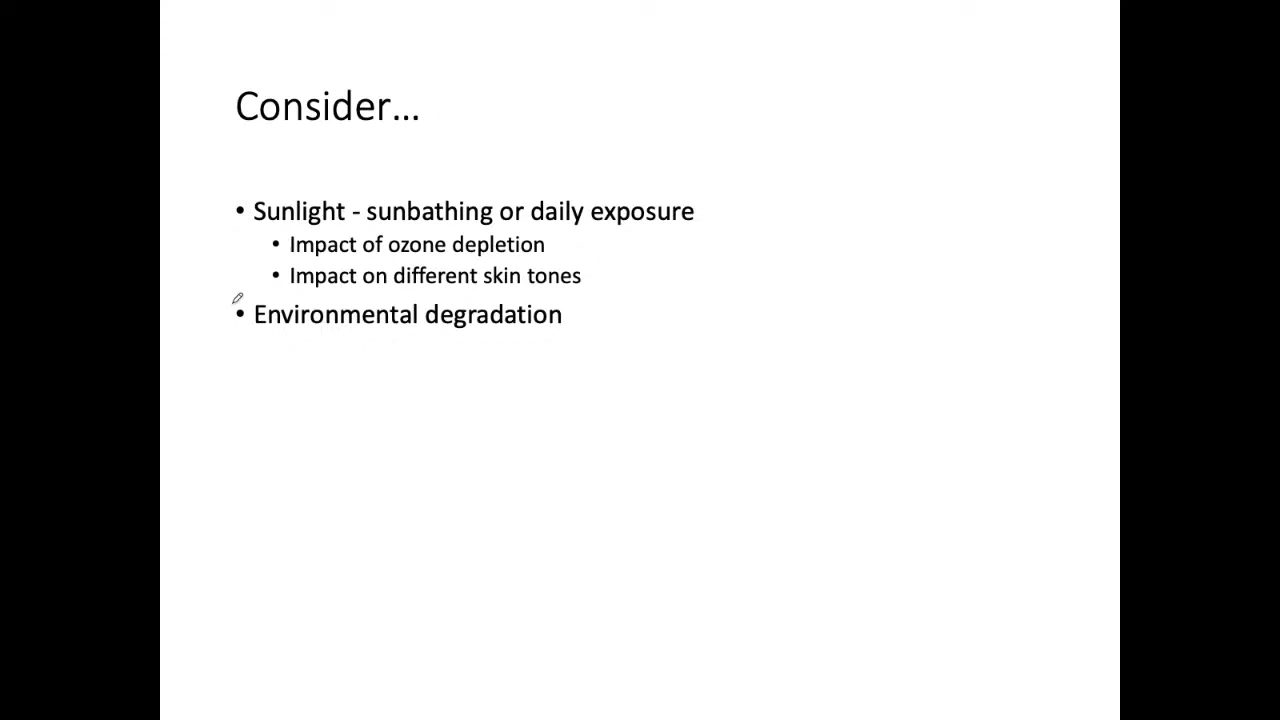 Consider...
• Sunlight - sunbathing or daily exposure
• Impact of ozone depletion
• Impact on different skin tones
• Environmental degradation